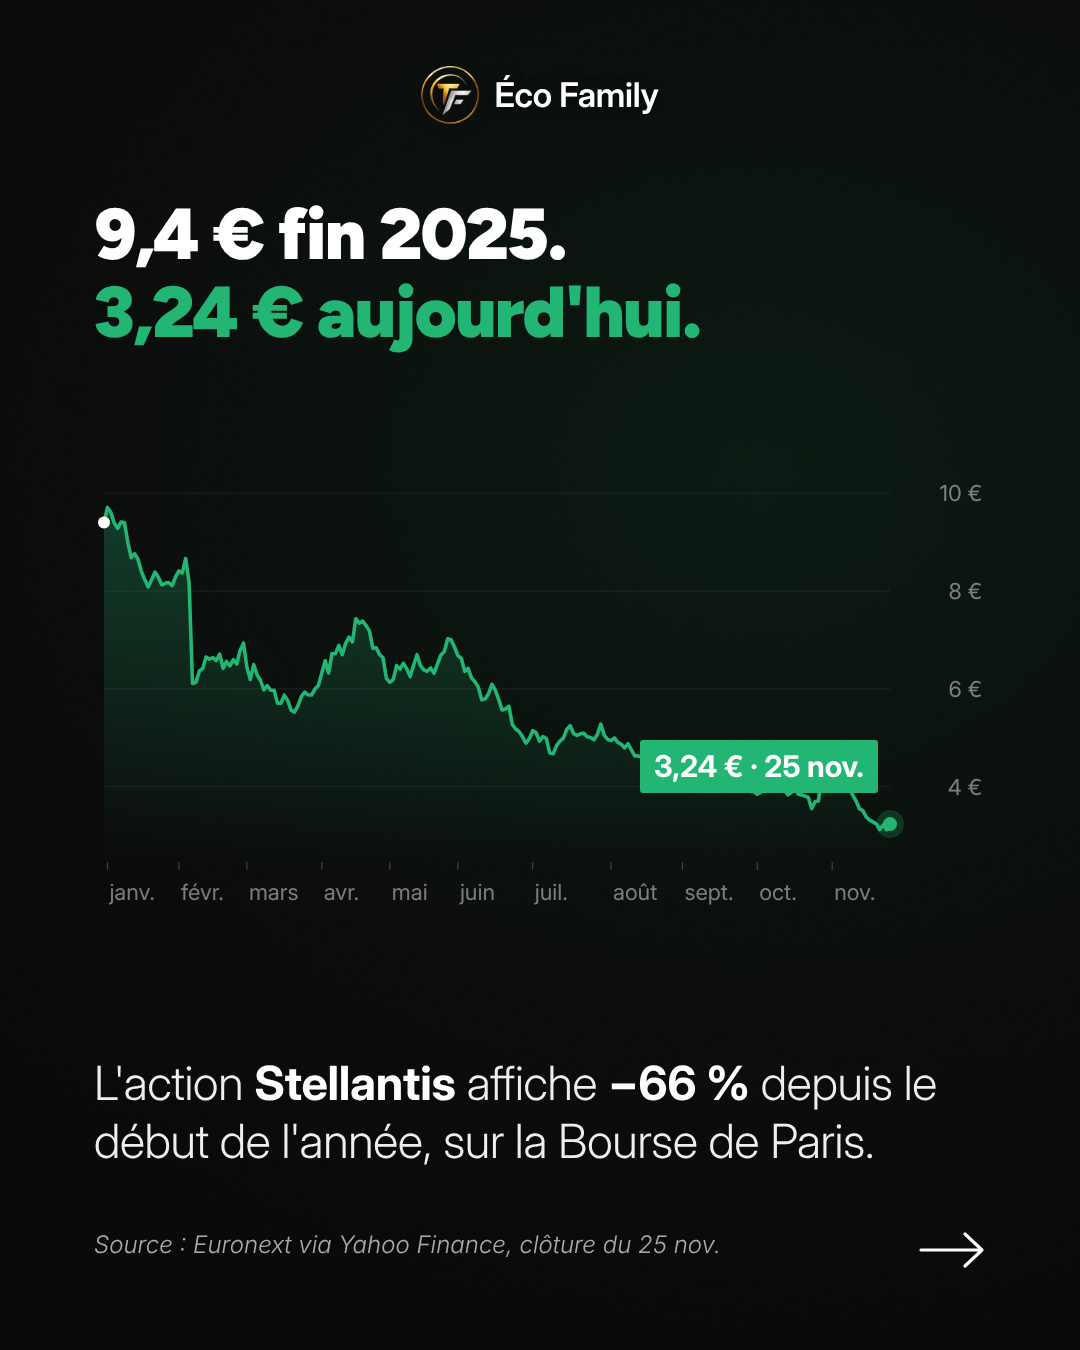 TF Éco Family
9,4 € fin 2025.
3,24 € aujourd'hui.
10 €
8 €
6 €
3,24 € · 25 nov.
4 €
janv. févr. mars avr. mai juin juil. août sept. oct. nov.
L'action Stellantis affiche −66 % depuis le
début de l'année, sur la Bourse de Paris.
Source : Euronext via Yahoo Finance, clôture du 25 nov.